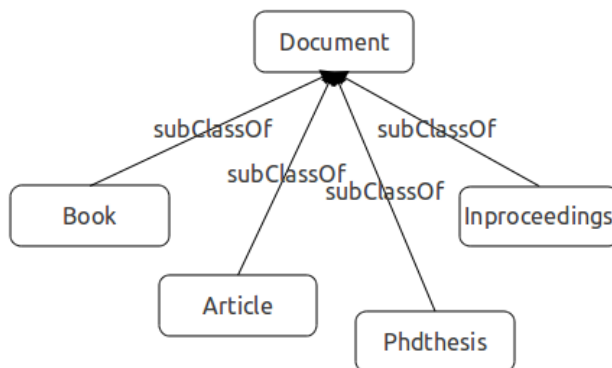 Document
subClassOf
subClassOf
subClassOf
subClassOf
Book
Inproceedings
Article
Phdthesis